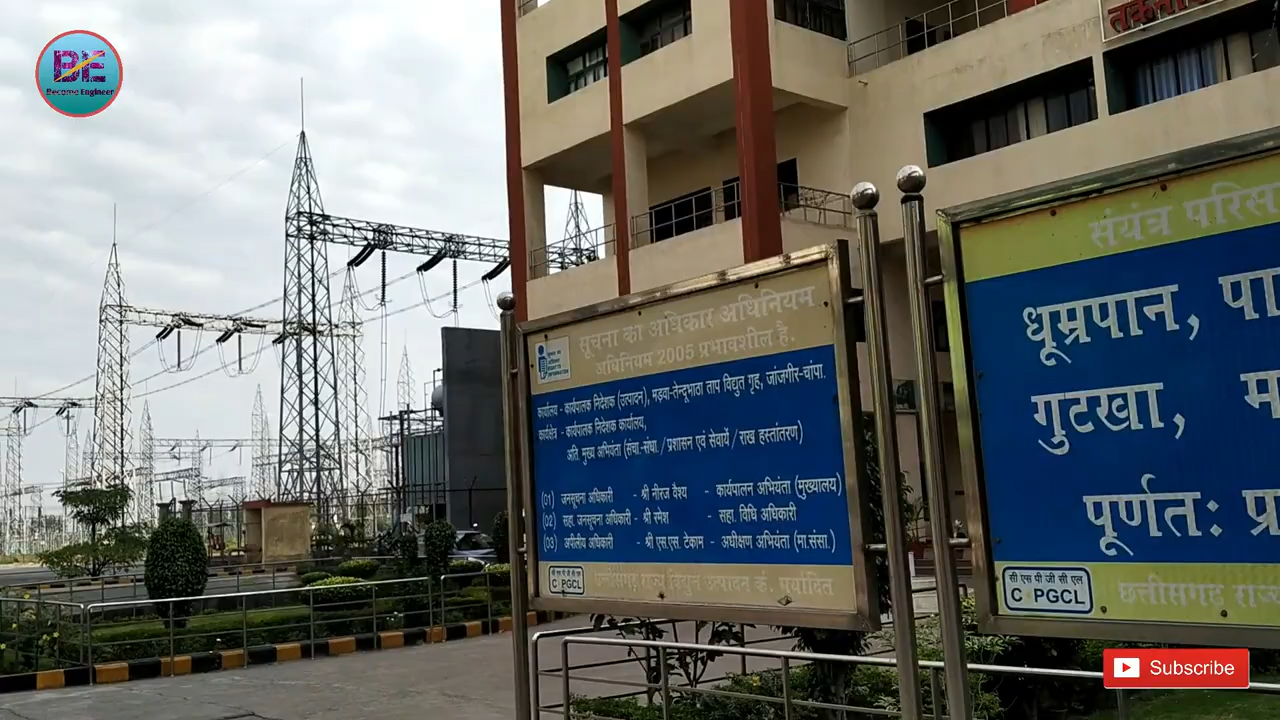 BE
Become Engineer
सूचना का अधिकार अधिनियम
अधिनियम 2005 प्रभावशील है.
कार्यालय - कार्यपालक निदेशक (उत्पादन), मड़वा-तेन्दूभाठा ताप विद्युत गृह, जांजगीर-चांपा.
कार्यक्षेत्र - कार्यपालक निदेशक कार्यालय,
अति. मुख्य अभियंता (संचा.-संधा. / प्रशासन एवं सेवायें / राख हस्तांतरण)
(01) जनसूचना अधिकारी - श्री नीरज वैश्य - कार्यपालन अभियंता (मुख्यालय)
(02) सहा. जनसूचना अधिकारी - श्री रमेश - सहा. विधि अधिकारी
(03) अपीलीय अधिकारी - श्री एस.एस. टेकाम - अधीक्षण अभियंता (मा.संसा.)
C PGCL
छत्तीसगढ़ राज्य विद्युत उत्पादन कं. मर्यादित
संयंत्र परिस
धूम्रपान, पा
गुटखा, म
पूर्णतः प्र
सी एस पी जी सी एल
C PGCL
छत्तीसगढ़ राज्
Subscribe